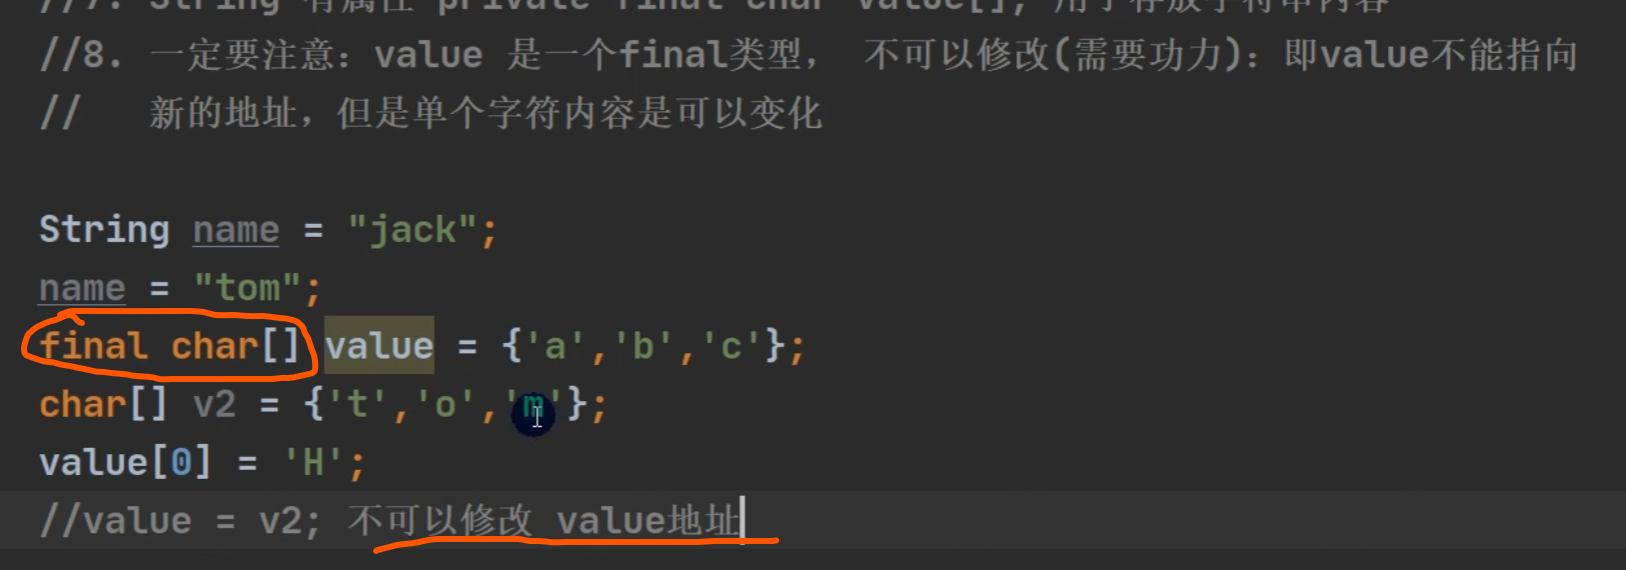 //7. String 有属性 private final char value[]; 用于存放字符串内容
//8. 一定要注意：value 是一个final类型， 不可以修改(需要功力)：即value不能指向
//   新的地址，但是单个字符内容是可以变化
String name = "jack";
name = "tom";
final char[] value = {'a','b','c'};
char[] v2 = {'t','o','m'};
value[0] = 'H';
//value = v2; 不可以修改 value地址